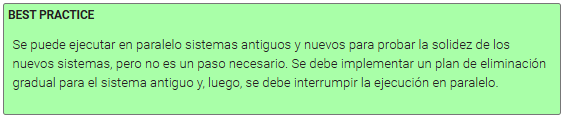 BEST PRACTICE
Se puede ejecutar en paralelo sistemas antiguos y nuevos para probar la solidez de los
nuevos sistemas, pero no es un paso necesario. Se debe implementar un plan de eliminación
gradual para el sistema antiguo y, luego, se debe interrumpir la ejecución en paralelo.